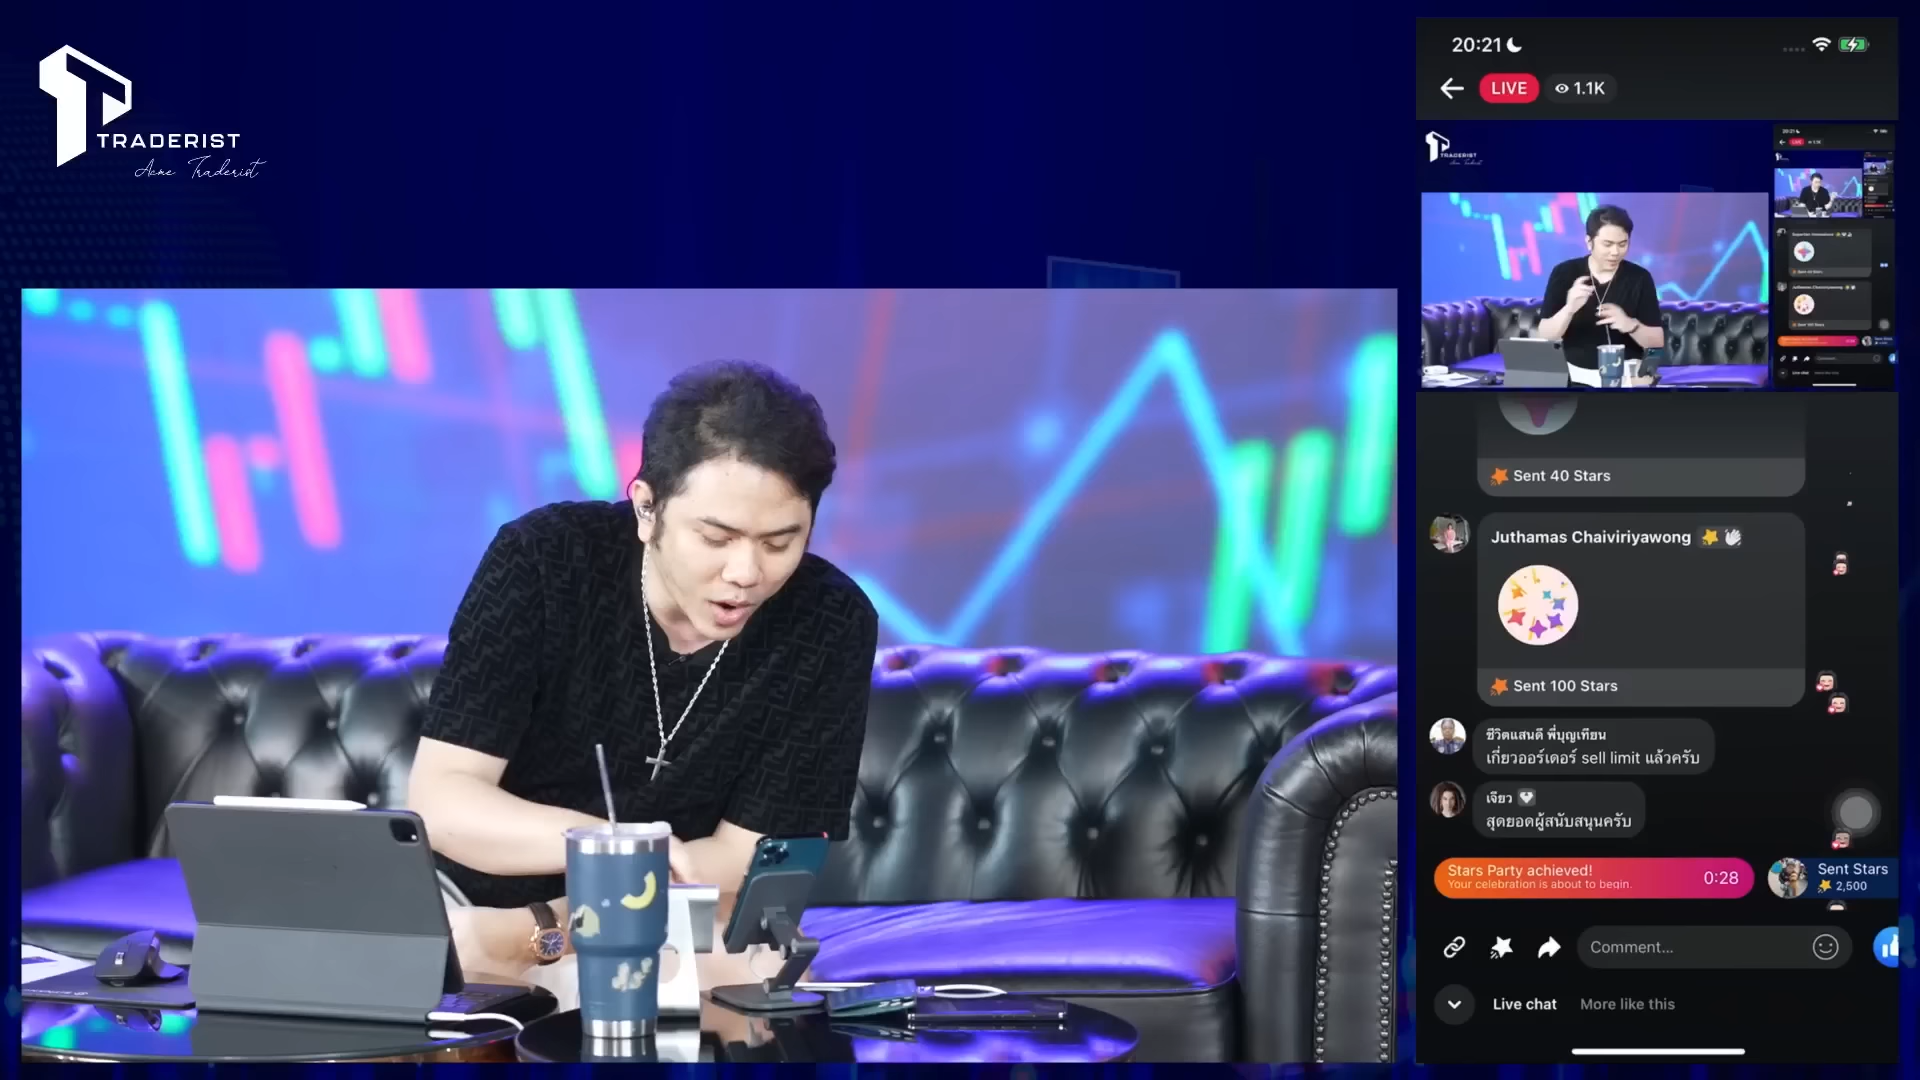 TRADERIST
Acme Traderist
20:21
LIVE
1.1K
TRADERIST
Sent 40 Stars
Juthamas Chaiviriyawong
Sent 100 Stars
ชีวิตแสนดี พี่บุญเทียน
เกี่ยวออร์เดอร์ sell limit แล้วครับ
เจียว
สุดยอดผู้สนับสนุนครับ
Stars Party achieved!
Your celebration is about to begin.
0:28
Sent Stars
2,500
Comment...
Live chat
More like this